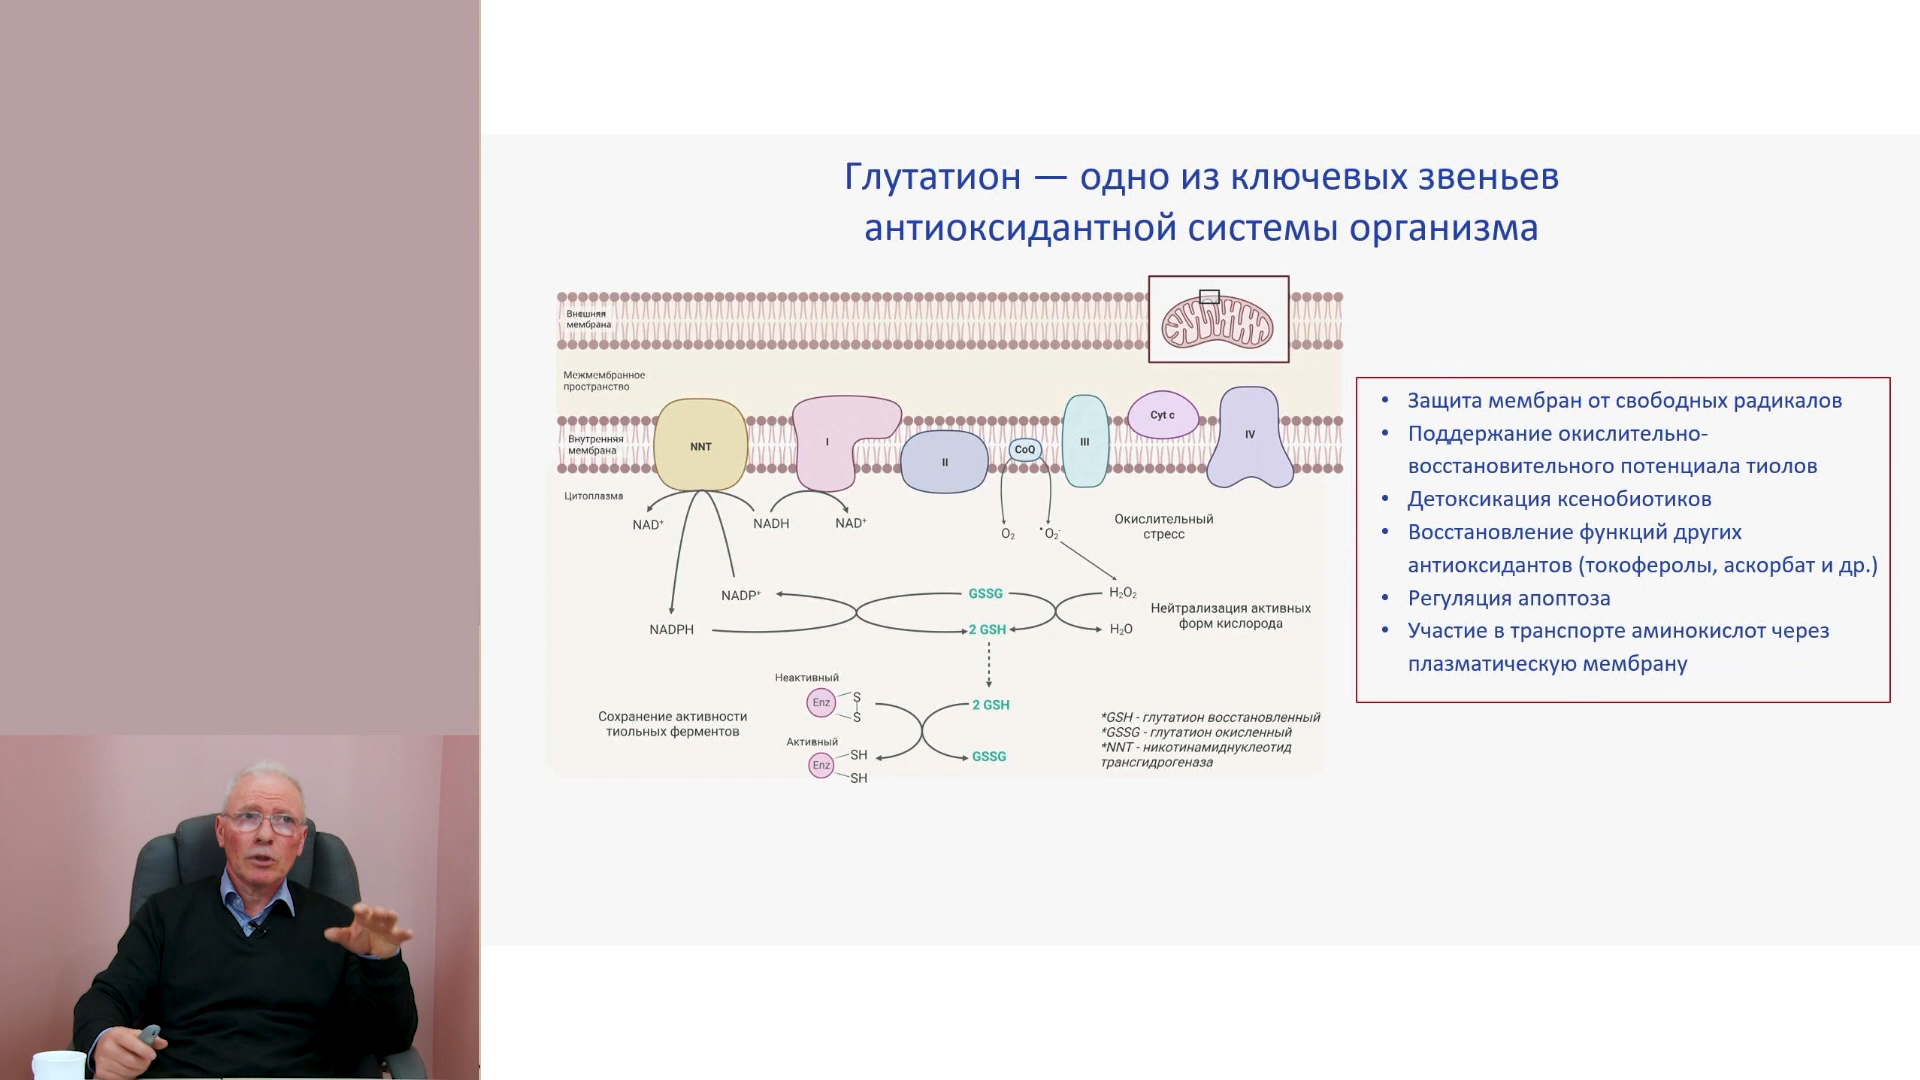 Глутатион — одно из ключевых звеньев
антиоксидантной системы организма
Внешняя
мембрана
Межмембранное
пространство
Внутренняя
мембрана
Цитоплазма
NNT
I
II
CoQ
III
Cyt c
IV
NAD⁺
NADH
NAD⁺
O₂
•O₂⁻
Окислительный
стресс
NADP⁺
GSSG
H₂O₂
NADPH
2 GSH
H₂O
Нейтрализация активных
форм кислорода
Неактивный
Enz
S
S
2 GSH
Сохранение активности
тиольных ферментов
Активный
Enz
SH
SH
GSSG
*GSH - глутатион восстановленный
*GSSG - глутатион окисленный
*NNT - никотинамиднуклеотид
трансгидрогеназа
• Защита мембран от свободных радикалов
• Поддержание окислительно-
восстановительного потенциала тиолов
• Детоксикация ксенобиотиков
• Восстановление функций других
антиоксидантов (токоферолы, аскорбат и др.)
• Регуляция апоптоза
• Участие в транспорте аминокислот через
плазматическую мембрану